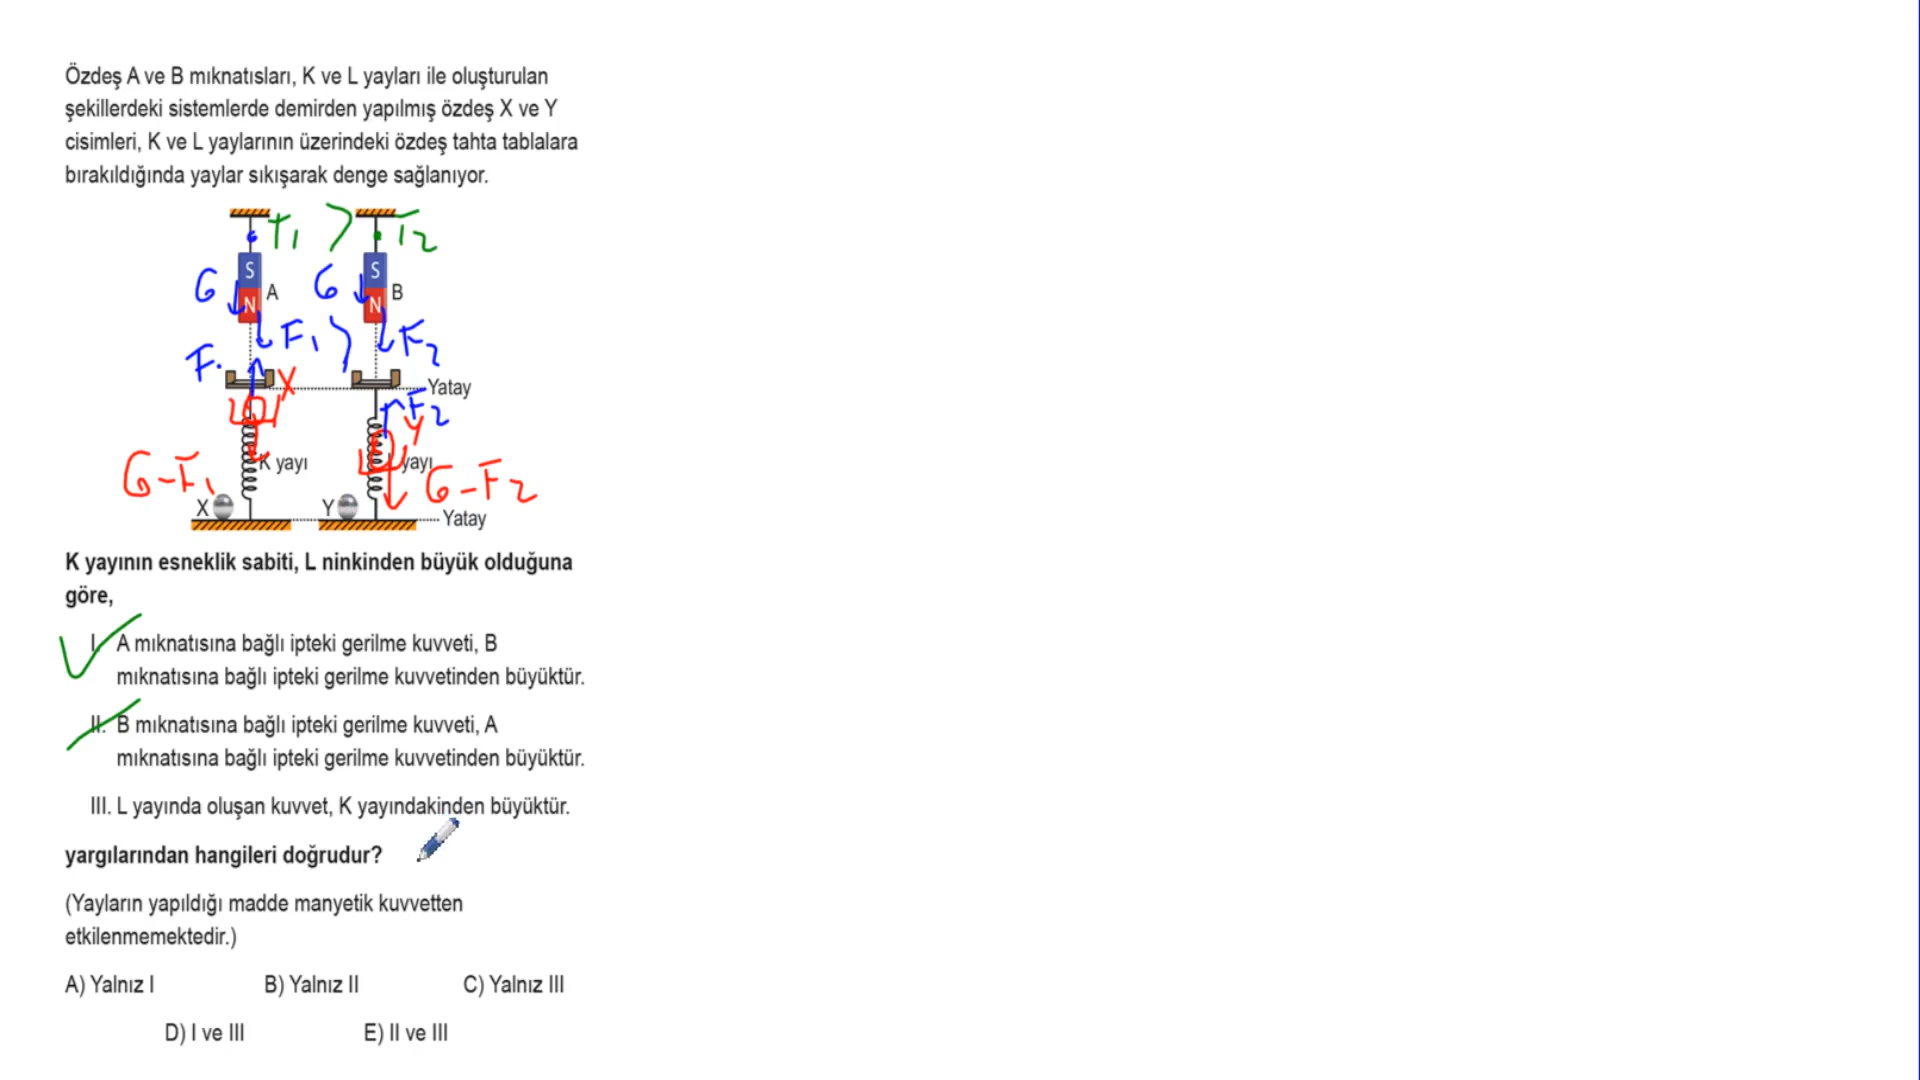 Özdeş A ve B mıknatısları, K ve L yayları ile oluşturulan
şekillerdeki sistemlerde demirden yapılmış özdeş X ve Y
cisimleri, K ve L yaylarının üzerindeki özdeş tahta tablalara
bırakıldığında yaylar sıkışarak denge sağlanıyor.
T1 > T2
S S
G A G B
N N
F1 > F2
F.
X Yatay
F2
Y
K yayı yayı
G-F1 G-F2
X Y
Yatay
K yayının esneklik sabiti, L ninkinden büyük olduğuna
göre,
I. A mıknatısına bağlı ipteki gerilme kuvveti, B
mıknatısına bağlı ipteki gerilme kuvvetinden büyüktür.
II. B mıknatısına bağlı ipteki gerilme kuvveti, A
mıknatısına bağlı ipteki gerilme kuvvetinden büyüktür.
III. L yayında oluşan kuvvet, K yayındakinden büyüktür.
yargılarından hangileri doğrudur?
(Yayların yapıldığı madde manyetik kuvvetten
etkilenmemektedir.)
A) Yalnız I B) Yalnız II C) Yalnız III
D) I ve III E) II ve III